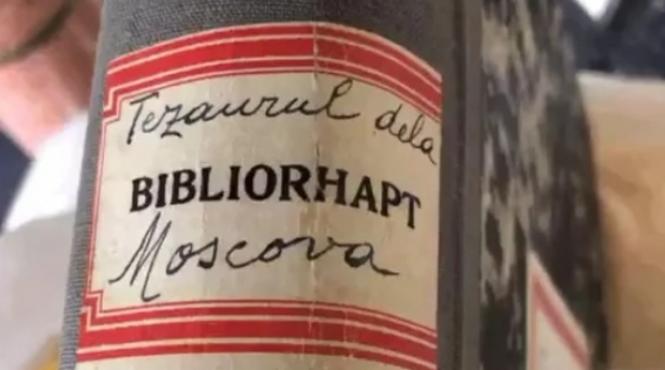 Tezaurul dela
BIBLIORHAPT
Moscova